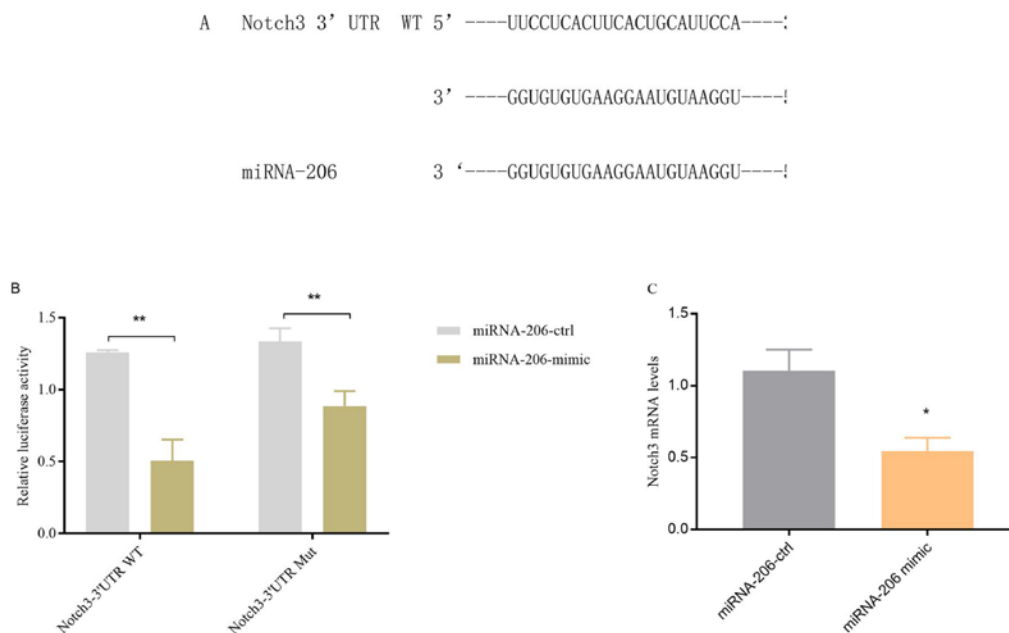 A Notch3 3’ UTR WT 5’ ----UUCCUCACUUCACUGCAUUCCA----
3’ ----GGUGUGUGAAGGAAUGUAAGGU----
miRNA-206 3 ‘----GGUGUGUGAAGGAAUGUAAGGU----
B
**
**
1.5
1.0
0.5
0.0
Relative luciferase activity
Notch3-3'UTR WT
Notch3-3'UTR Mut
miRNA-206-ctrl
miRNA-206-mimic
C
1.5
1.0
0.5
0.0
Notch3 mRNA levels
*
miRNA-206-ctrl
miRNA-206 mimic